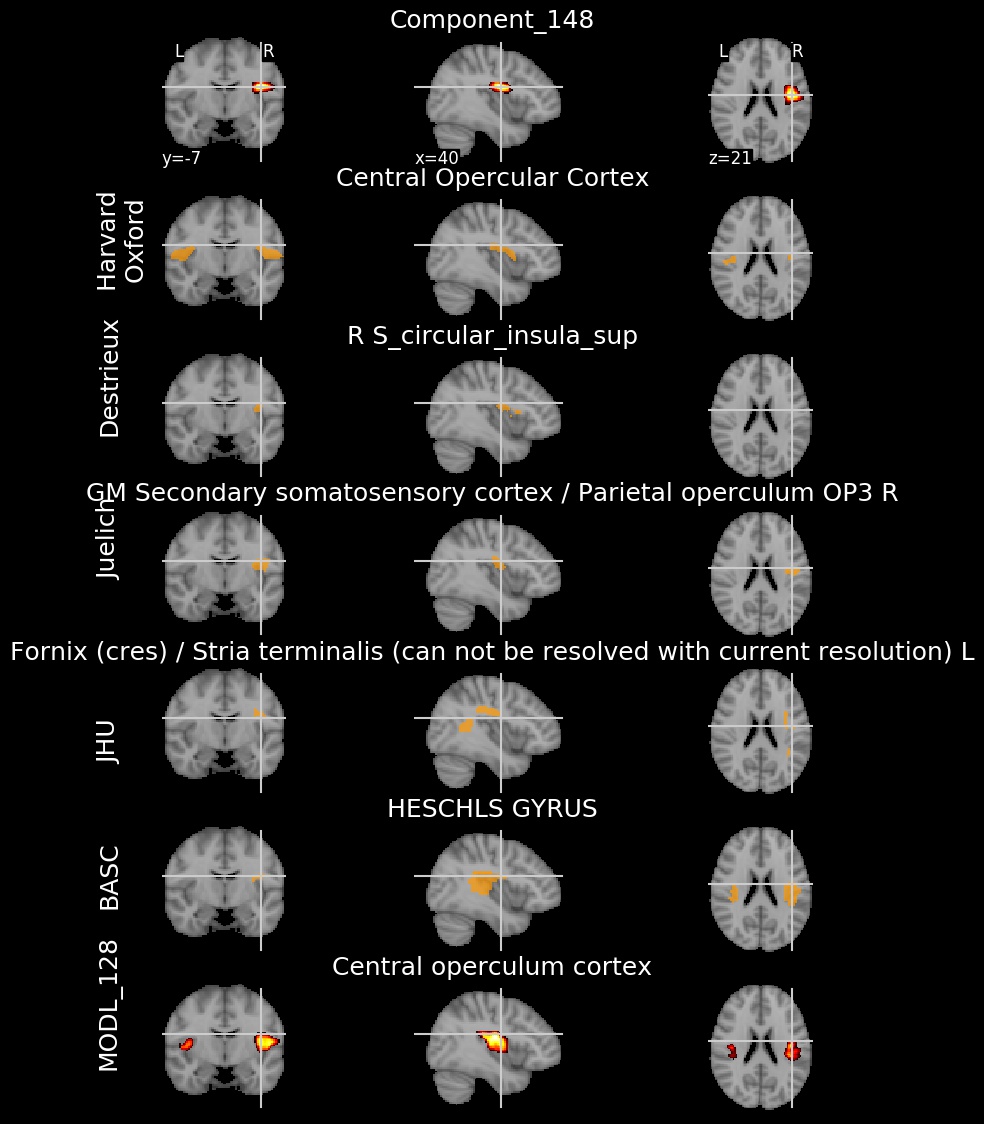 Component_148
L R
L R
y=-7
x=40
z=21
Central Opercular Cortex
Harvard
Oxford
R S_circular_insula_sup
Destrieux
GM Secondary somatosensory cortex / Parietal operculum OP3 R
Juelich
Fornix (cres) / Stria terminalis (can not be resolved with current resolution) L
JHU
HESCHLS GYRUS
BASC
Central operculum cortex
MODL_128